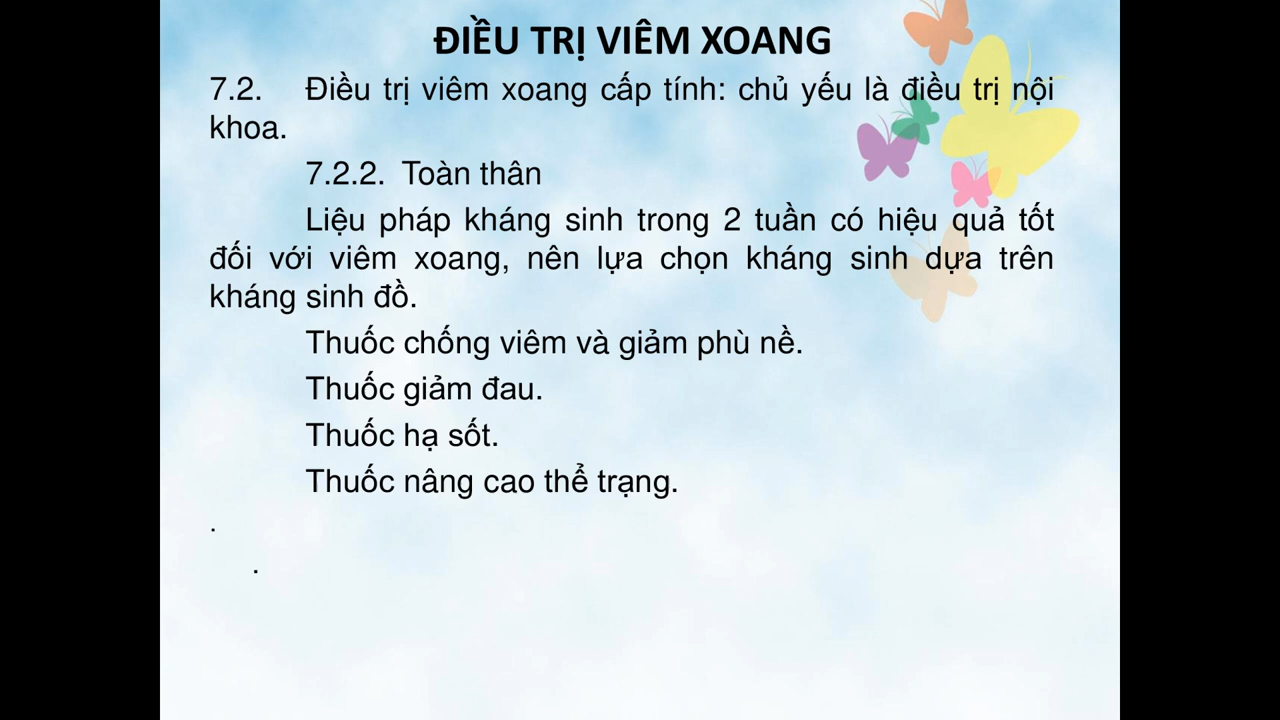 ĐIỀU TRỊ VIÊM XOANG
7.2. Điều trị viêm xoang cấp tính: chủ yếu là điều trị nội
khoa.
7.2.2. Toàn thân
Liệu pháp kháng sinh trong 2 tuần có hiệu quả tốt
đối với viêm xoang, nên lựa chọn kháng sinh dựa trên
kháng sinh đồ.
Thuốc chống viêm và giảm phù nề.
Thuốc giảm đau.
Thuốc hạ sốt.
Thuốc nâng cao thể trạng.
.
.